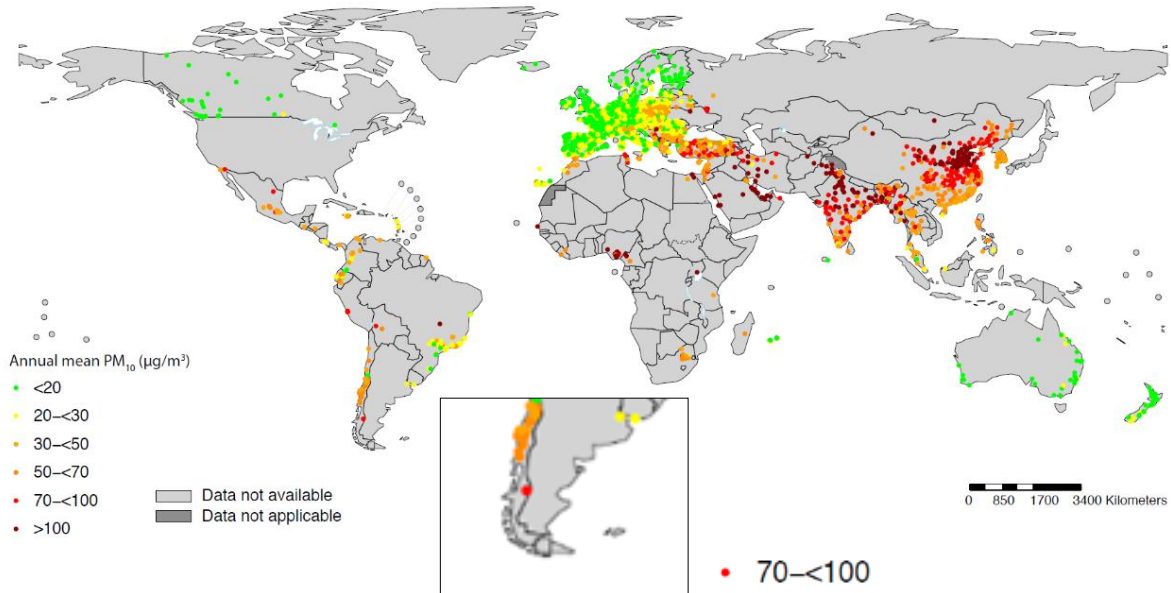 Annual mean PM₁₀ (µg/m³)
<20
20–<30
30–<50
50–<70
70–<100
>100
Data not available
Data not applicable
0 850 1700 3400 Kilometers
70–<100